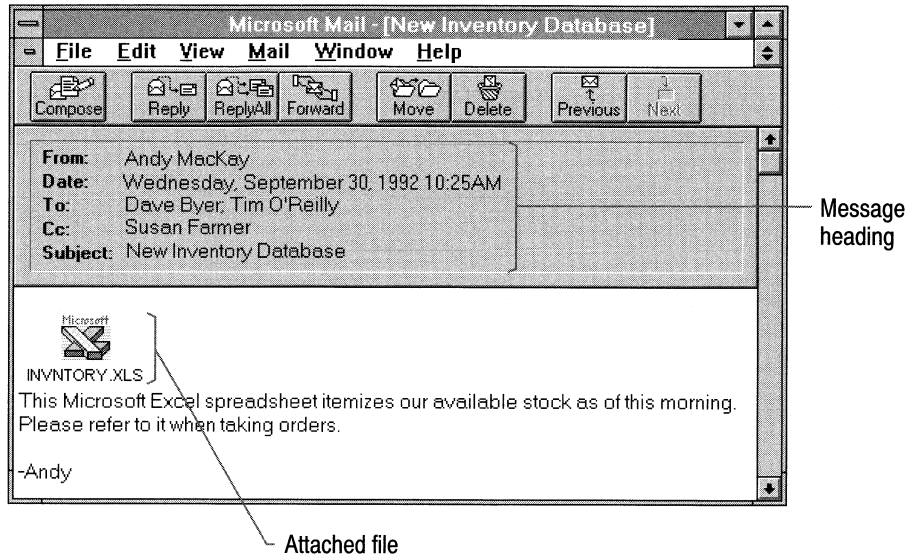 Microsoft Mail - [New Inventory Database]
File Edit View Mail Window Help
Compose Reply ReplyAll Forward Move Delete Previous Next
From: Andy MacKay
Date: Wednesday, September 30, 1992 10:25AM
To: Dave Byer; Tim O'Reilly
Cc: Susan Farmer
Subject: New Inventory Database
Message
heading
Microsoft
INVNTORY.XLS
This Microsoft Excel spreadsheet itemizes our available stock as of this morning.
Please refer to it when taking orders.
-Andy
Attached file